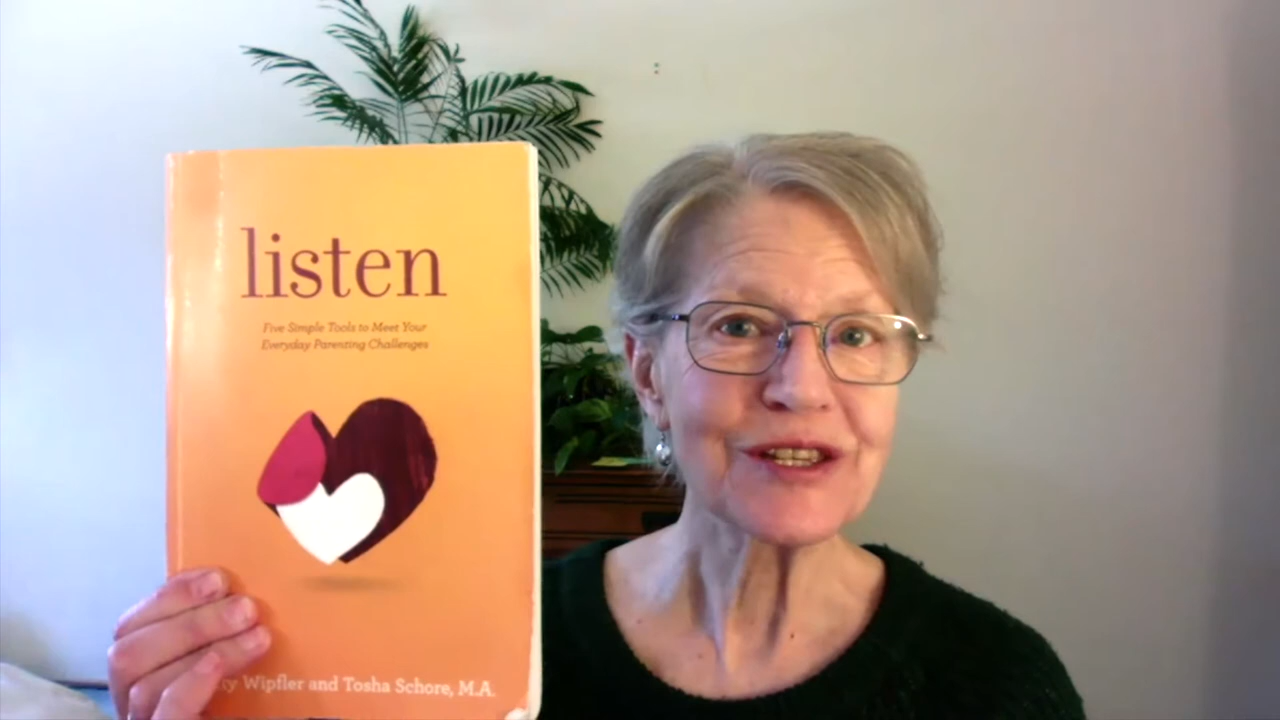 listen
Five Simple Tools to Meet Your
Everyday Parenting Challenges
Wipfler and Tosha Schore, M.A.